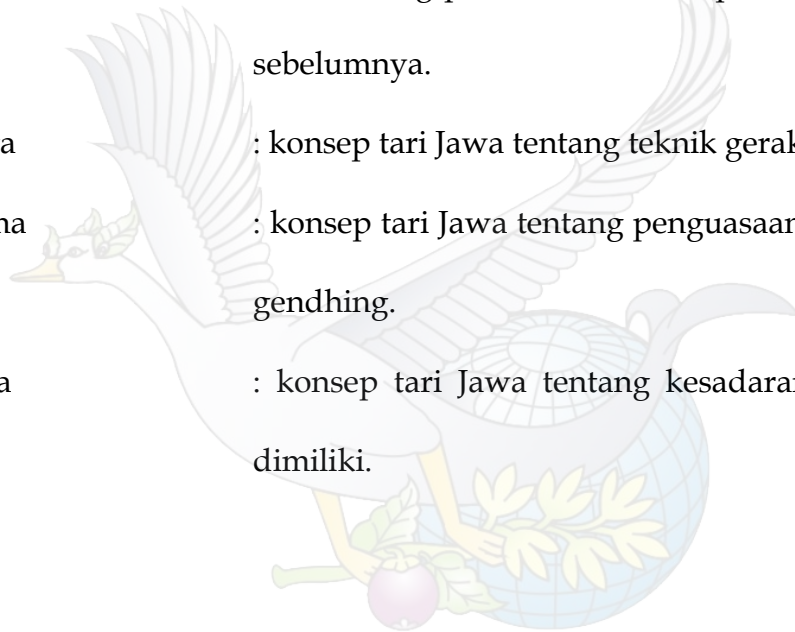 sebelumnya.
a : konsep tari Jawa tentang teknik gerak
na : konsep tari Jawa tentang penguasaan
gendhing.
a : konsep tari Jawa tentang kesadaran
dimiliki.